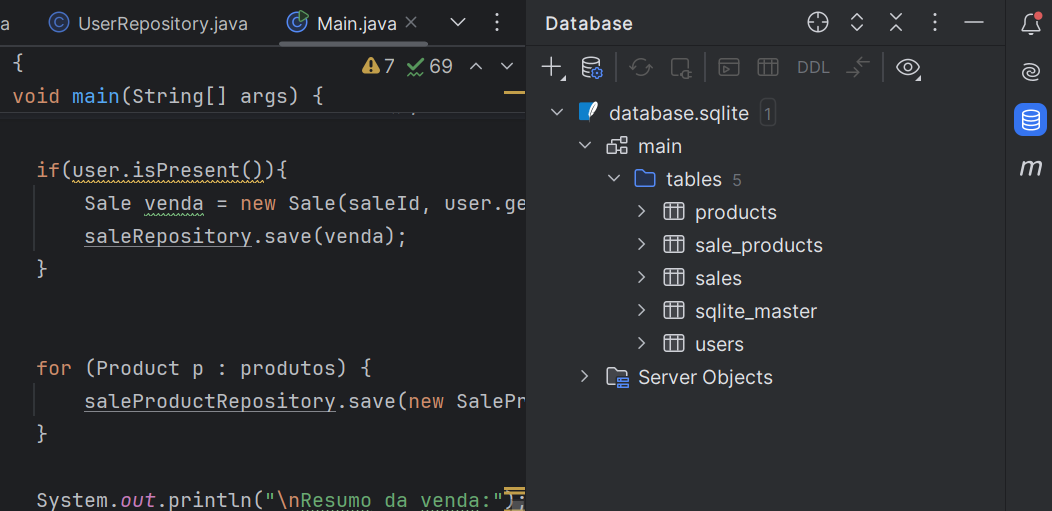 a UserRepository.java Main.java
{ 7 69
void main(String[] args) {
if(user.isPresent()){
Sale venda = new Sale(saleId, user.ge
saleRepository.save(venda);
}
for (Product p : produtos) {
saleProductRepository.save(new SalePr
}
System.out.println("\nResumo da venda:");
Database
DDL
database.sqlite 1
main
tables 5
products
sale_products
sales
sqlite_master
users
Server Objects
m